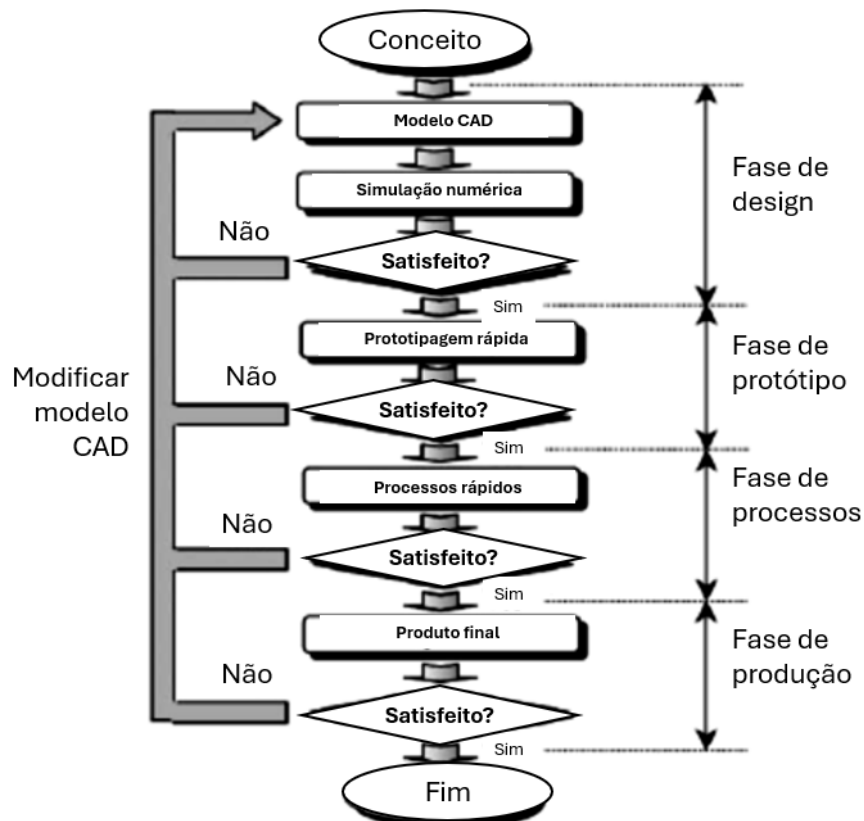 Conceito
Modelo CAD
Simulação numérica
Fase de
design
Não
Satisfeito?
Sim
Prototipagem rápida
Fase de
protótipo
Modificar
modelo
CAD
Não
Satisfeito?
Sim
Processos rápidos
Fase de
processos
Não
Satisfeito?
Sim
Produto final
Fase de
produção
Não
Satisfeito?
Sim
Fim